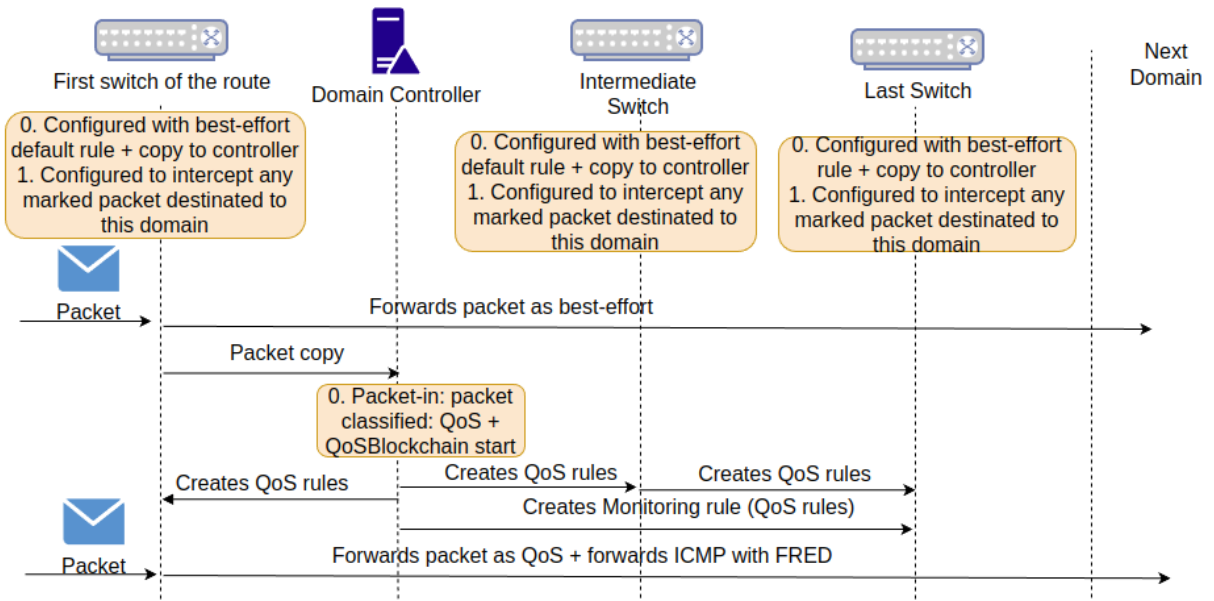 First switch of the route
Domain Controller
Intermediate
Switch
Last Switch
Next
Domain
0. Configured with best-effort
default rule + copy to controller
1. Configured to intercept any
marked packet destinated to
this domain
0. Configured with best-effort
default rule + copy to controller
1. Configured to intercept any
marked packet destinated to
this domain
0. Configured with best-effort
rule + copy to controller
1. Configured to intercept any
marked packet destinated to
this domain
Packet
Forwards packet as best-effort
Packet copy
0. Packet-in: packet
classified: QoS +
QoSBlockchain start
Creates QoS rules
Creates QoS rules
Creates QoS rules
Creates Monitoring rule (QoS rules)
Packet
Forwards packet as QoS + forwards ICMP with FRED